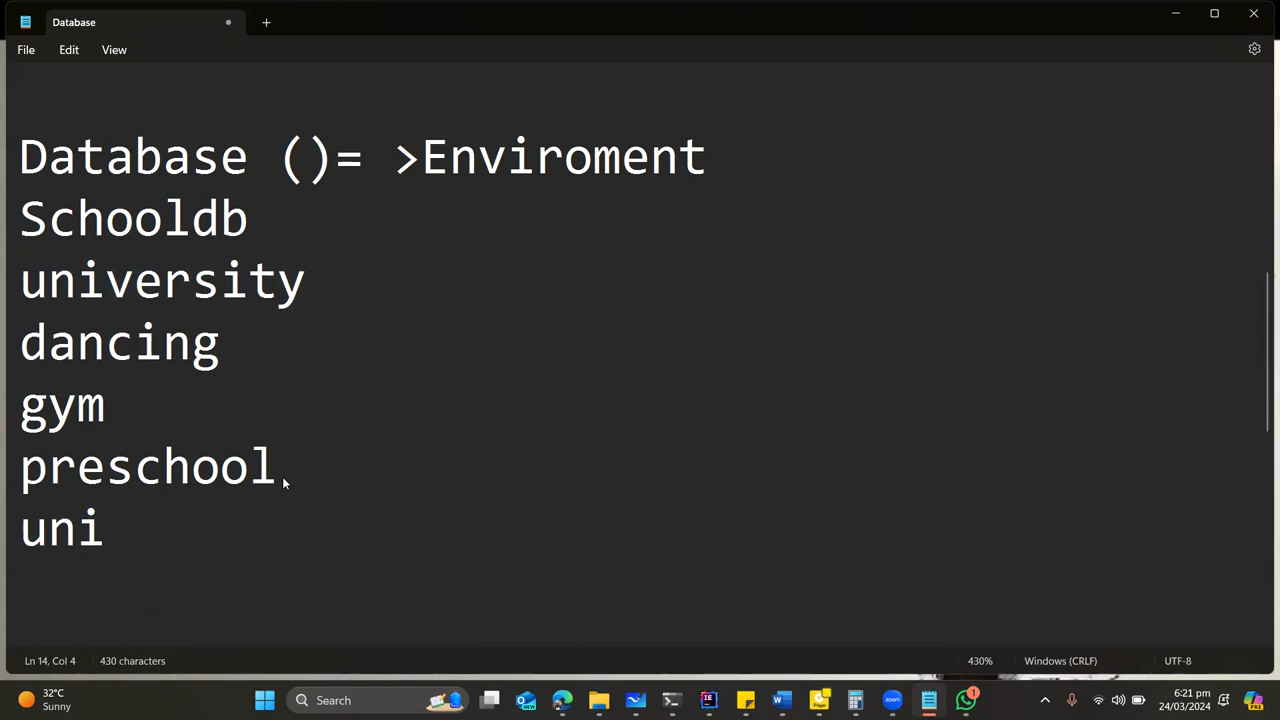 Database
File
Edit
View
Database ()= >Enviroment
Schooldb
university
dancing
gym
preschool
uni
Ln 14, Col 4
430 characters
430%
Windows (CRLF)
UTF-8
32°C
Sunny
Search
1
6:21 pm
24/03/2024